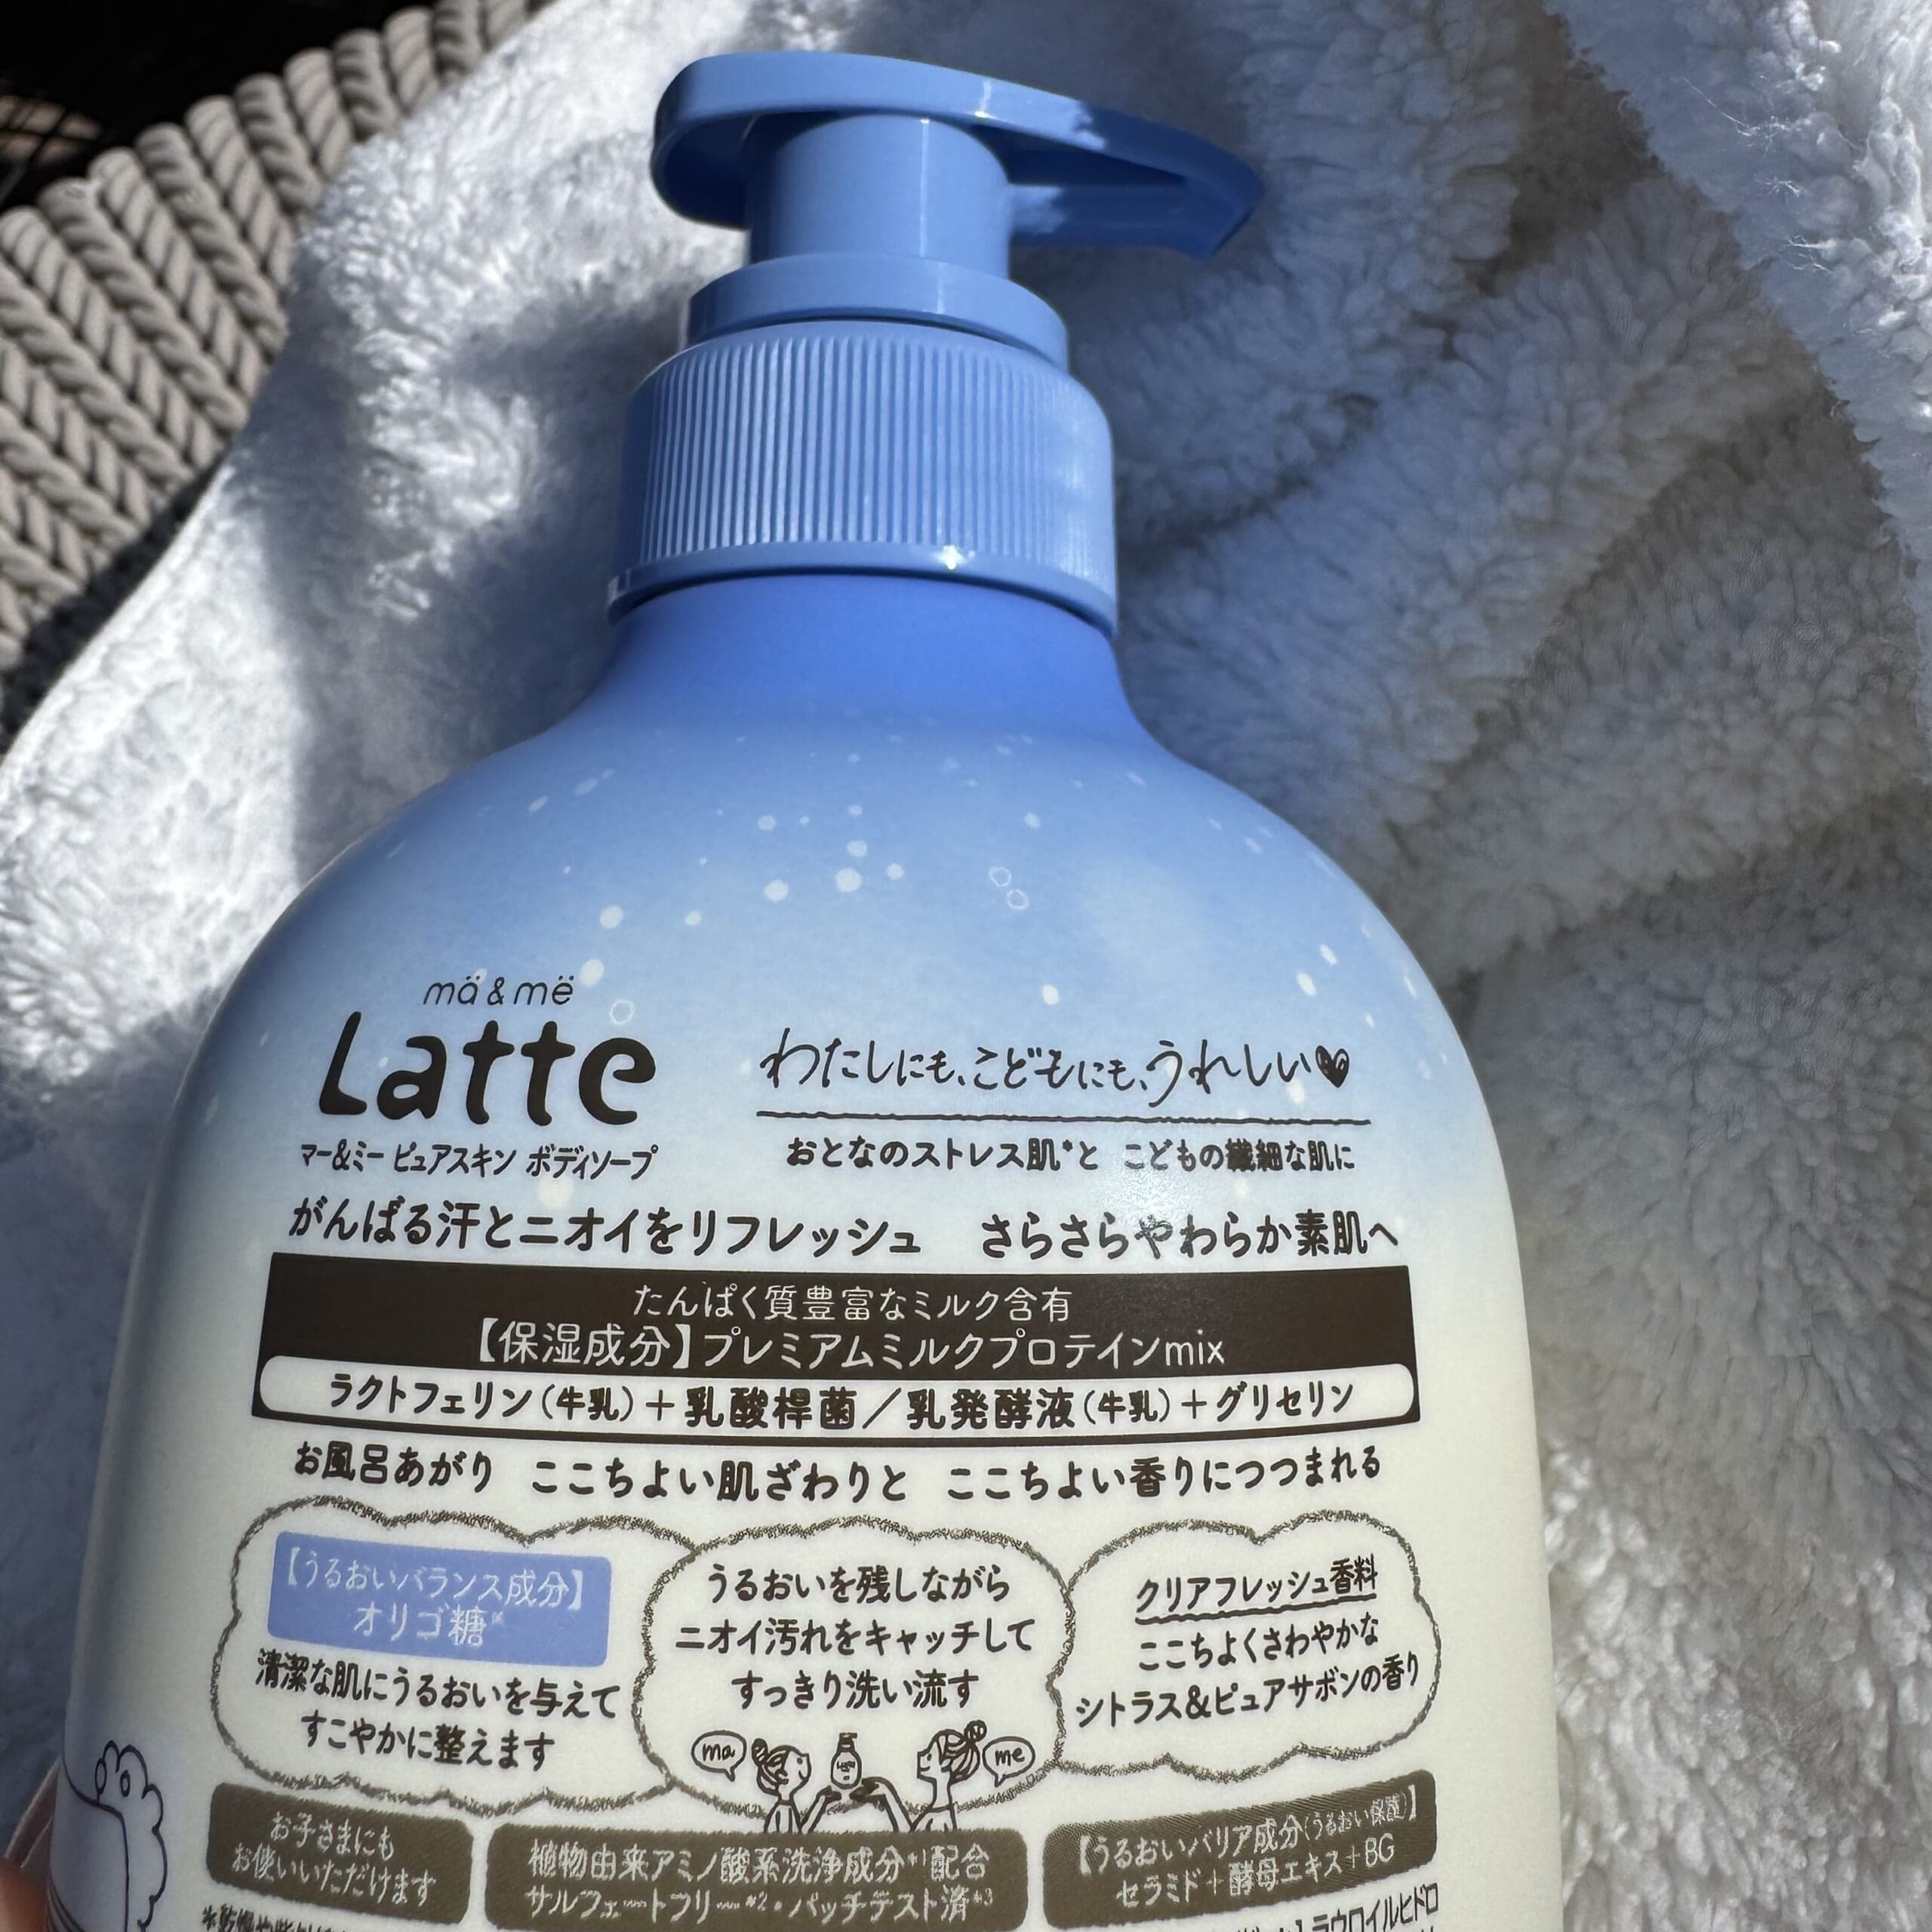 mä & më
Latte
マー&ミー ピュアスキン ボディソープ
わたしにも、こどもにも、うれしい
おとなのストレス肌*と こどもの繊細な肌に
がんばる汗とニオイをリフレッシュ さらさらやわらか素肌へ
たんぱく質豊富なミルク含有
【保湿成分】プレミアムミルクプロテインmix
ラクトフェリン(牛乳)+乳酸桿菌/乳発酵液(牛乳)+グリセリン
お風呂あがり ここちよい肌ざわりと ここちよい香りにつつまれる
【うるおいバランス成分】
オリゴ糖※
清潔な肌にうるおいを与えて
すこやかに整えます
うるおいを残しながら
ニオイ汚れをキャッチして
すっきり洗い流す
ma
me
クリアフレッシュ香料
ここちよくさわやかな
シトラス&ピュアサボンの香り
お子さまにも
お使いいただけます
植物由来アミノ酸系洗浄成分*1配合
サルフェートフリー*2・パッチテスト済*3
【うるおいバリア成分(うるおい保護)】
セラミド+酵母エキス+BG
ラウロイルヒドロ